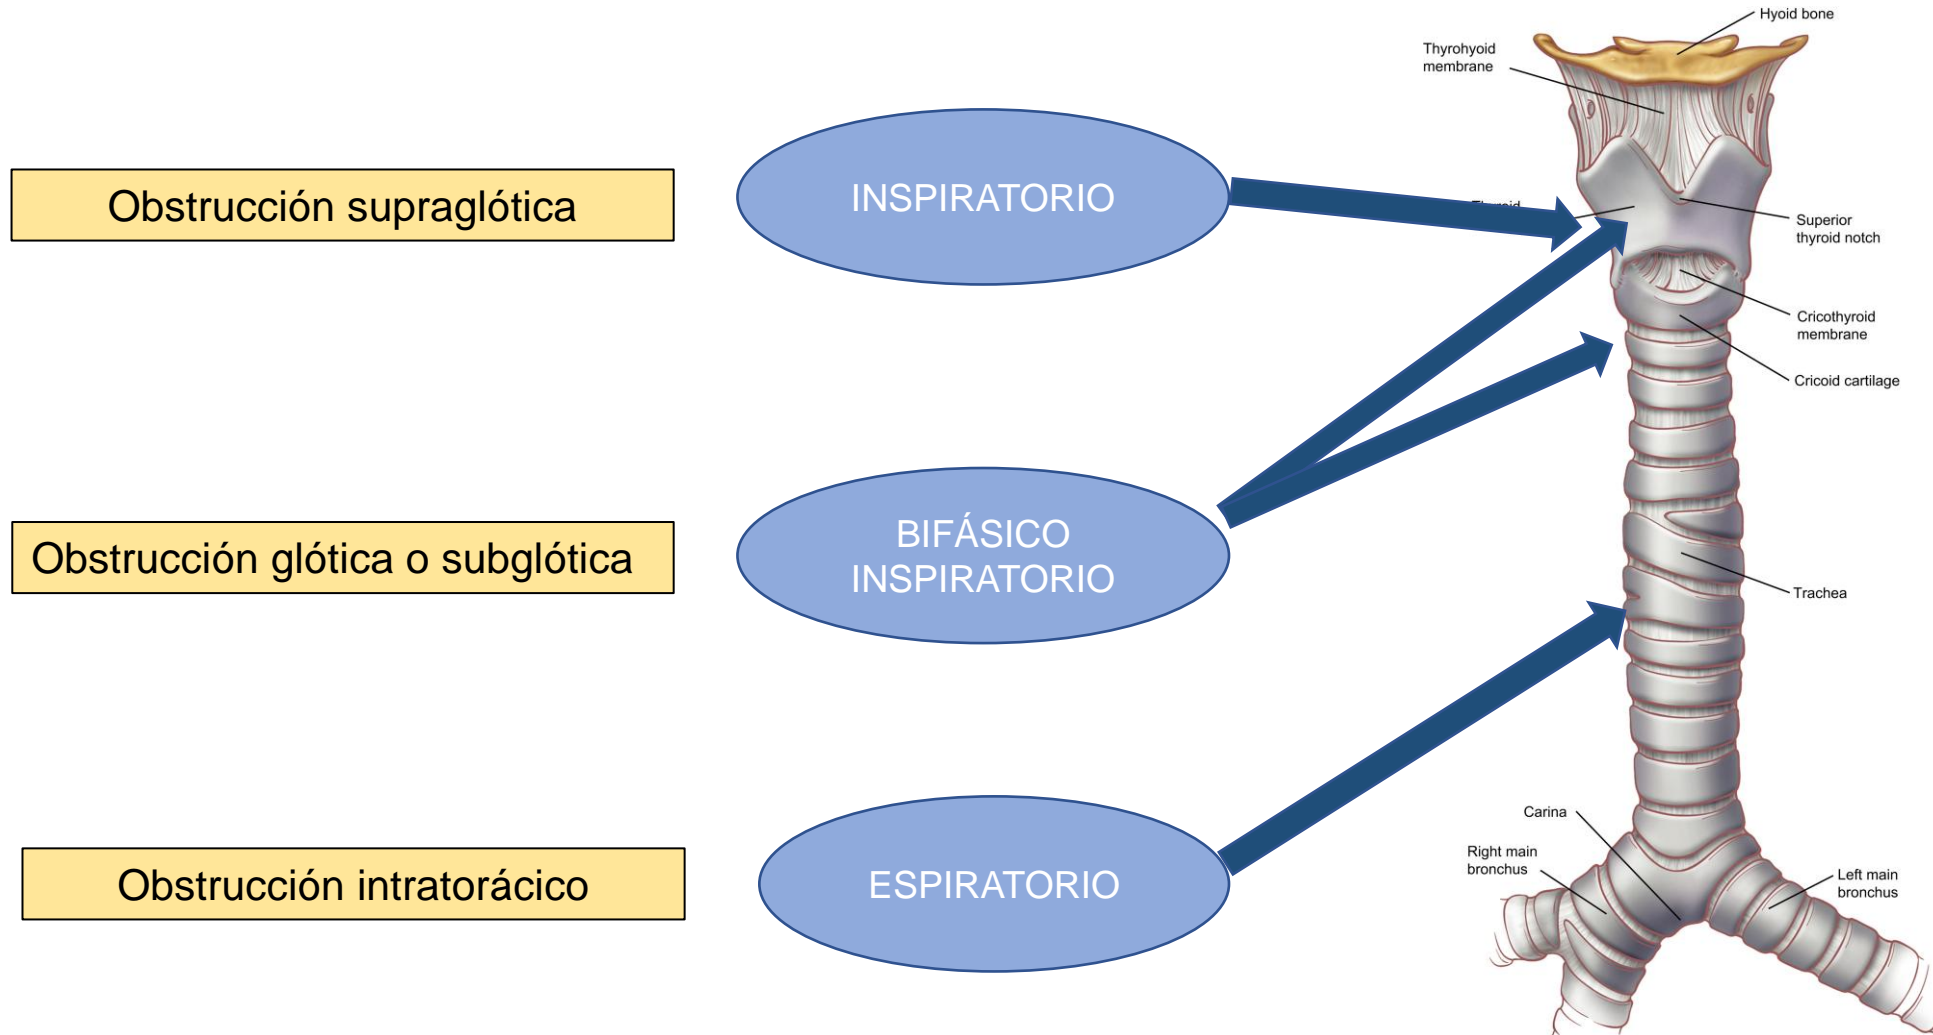 Hyoid bone
Thyrohyoid
membrane
Obstrucción supraglótica
INSPIRATORIO
Superior
thyroid notch
Cricothyroid
membrane
Cricoid cartilage
Obstrucción glótica o subglótica
BIFÁSICO
INSPIRATORIO
Trachea
Carina
Right main
bronchus
Left main
bronchus
Obstrucción intratorácico
ESPIRATORIO